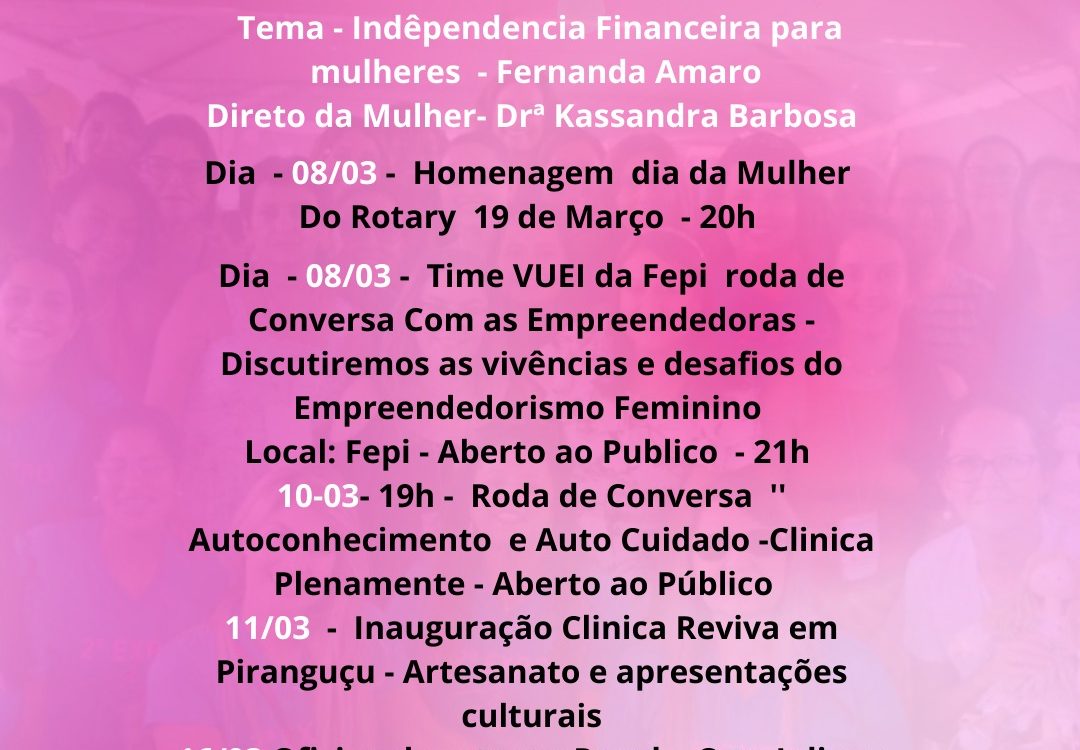 Tema - Indêpendencia Financeira para
mulheres - Fernanda Amaro
Direto da Mulher- Drª Kassandra Barbosa
Dia - 08/03 - Homenagem dia da Mulher
Do Rotary 19 de Março - 20h
Dia - 08/03 - Time VUEI da Fepi roda de
Conversa Com as Empreendedoras -
Discutiremos as vivências e desafios do
Empreendedorismo Feminino
Local: Fepi - Aberto ao Publico - 21h
10-03- 19h - Roda de Conversa ''
Autoconhecimento e Auto Cuidado -Clinica
Plenamente - Aberto ao Público
11/03 - Inauguração Clinica Reviva em
Piranguçu - Artesanato e apresentações
culturais